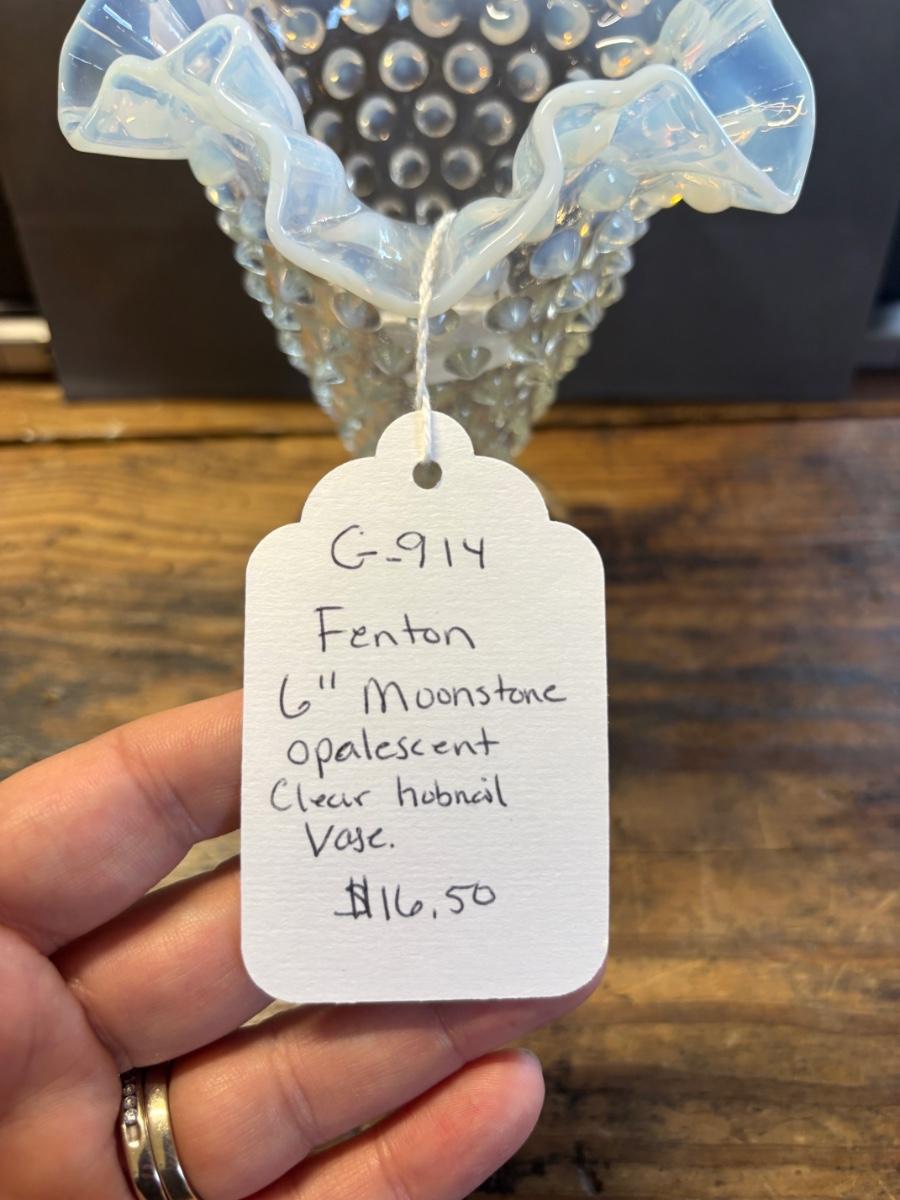 G-914
Fenton
6" Moonstone
opalescent
Clear hobnail
Vase.
$16.50